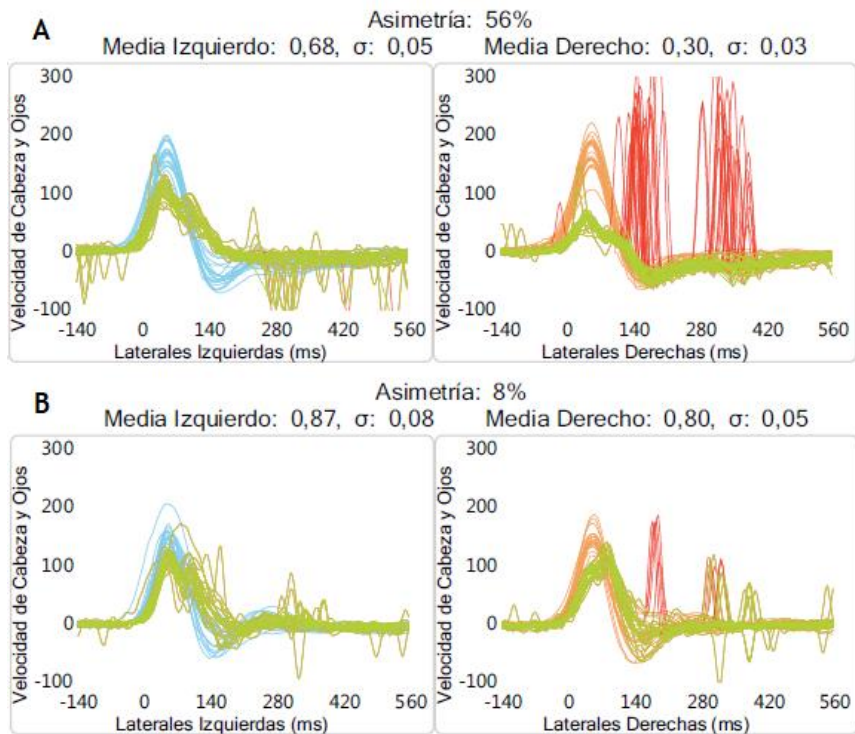 A
Asimetría: 56%
Media Izquierdo: 0,68, σ: 0,05
Media Derecho: 0,30, σ: 0,03
Velocidad de Cabeza y Ojos
300
200
100
0
-100
-140 0 140 280 420 560
Laterales Izquierdas (ms)
Velocidad de Cabeza y Ojos
300
200
100
0
-100
-140 0 140 280 420 560
Laterales Derechas (ms)
B
Asimetría: 8%
Media Izquierdo: 0,87, σ: 0,08
Media Derecho: 0,80, σ: 0,05
Velocidad de Cabeza y Ojos
300
200
100
0
-100
-140 0 140 280 420 560
Laterales Izquierdas (ms)
Velocidad de Cabeza y Ojos
300
200
100
0
-100
-140 0 140 280 420 560
Laterales Derechas (ms)